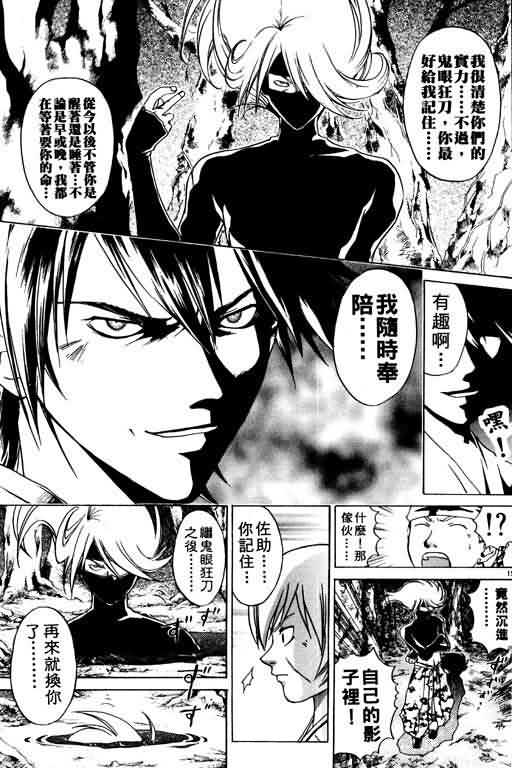 我很清楚你們的
實力……不過，
鬼眼狂刀，你最
好給我記住……
從今以後不管你是
醒著還是睡著…不
論是早或晚，我都
在等著要你的命…
有趣啊…
嘿！
我隨時奉
陪……
!?
什麼！那
傢伙……
竟然沉進
自己的影
子裡！
佐助…
你記住…
繼鬼眼狂刀
之後……
再來就換你
了……